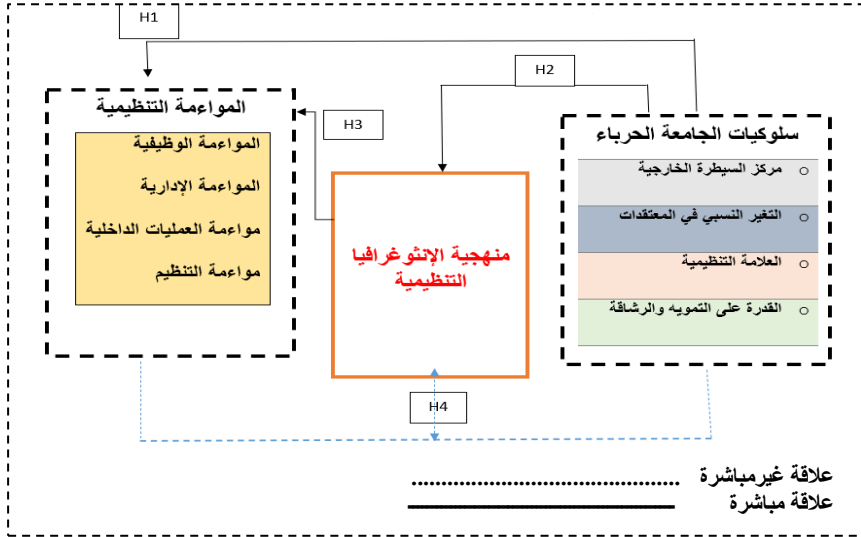 H1
H2
H3
سلوكيات الجامعة الحرباء
مركز السيطرة الخارجية
التغير النسبي في المعتقدات
العلامة التنظيمية
القدرة على التمويه والرشاقة
منهجية الإنثوغرافيا
التنظيمية
المواءمة التنظيمية
المواءمة الوظيفية
المواءمة الإدارية
مواءمة العمليات الداخلية
مواءمة التنظيم
H4
علاقة غيرمباشرة
علاقة مباشرة